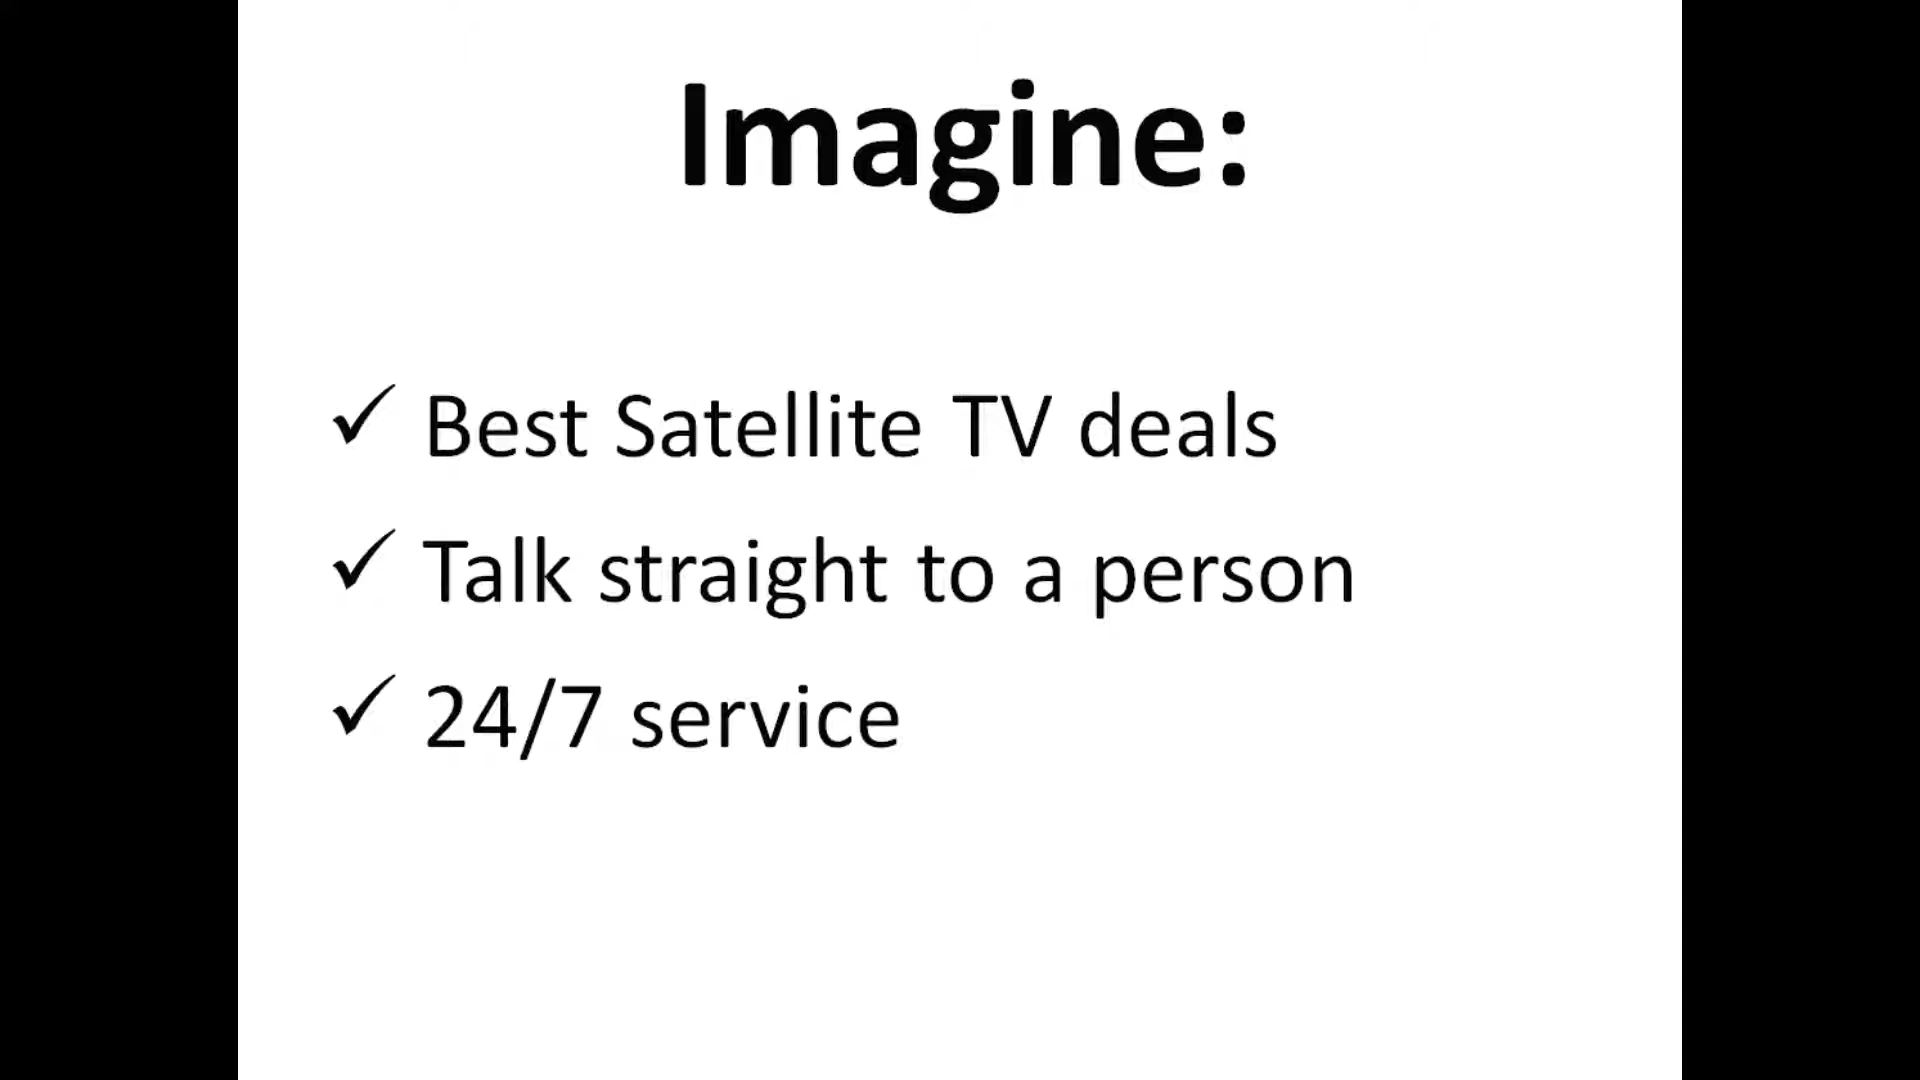 Imagine:
✓ Best Satellite TV deals
✓ Talk straight to a person
✓ 24/7 service